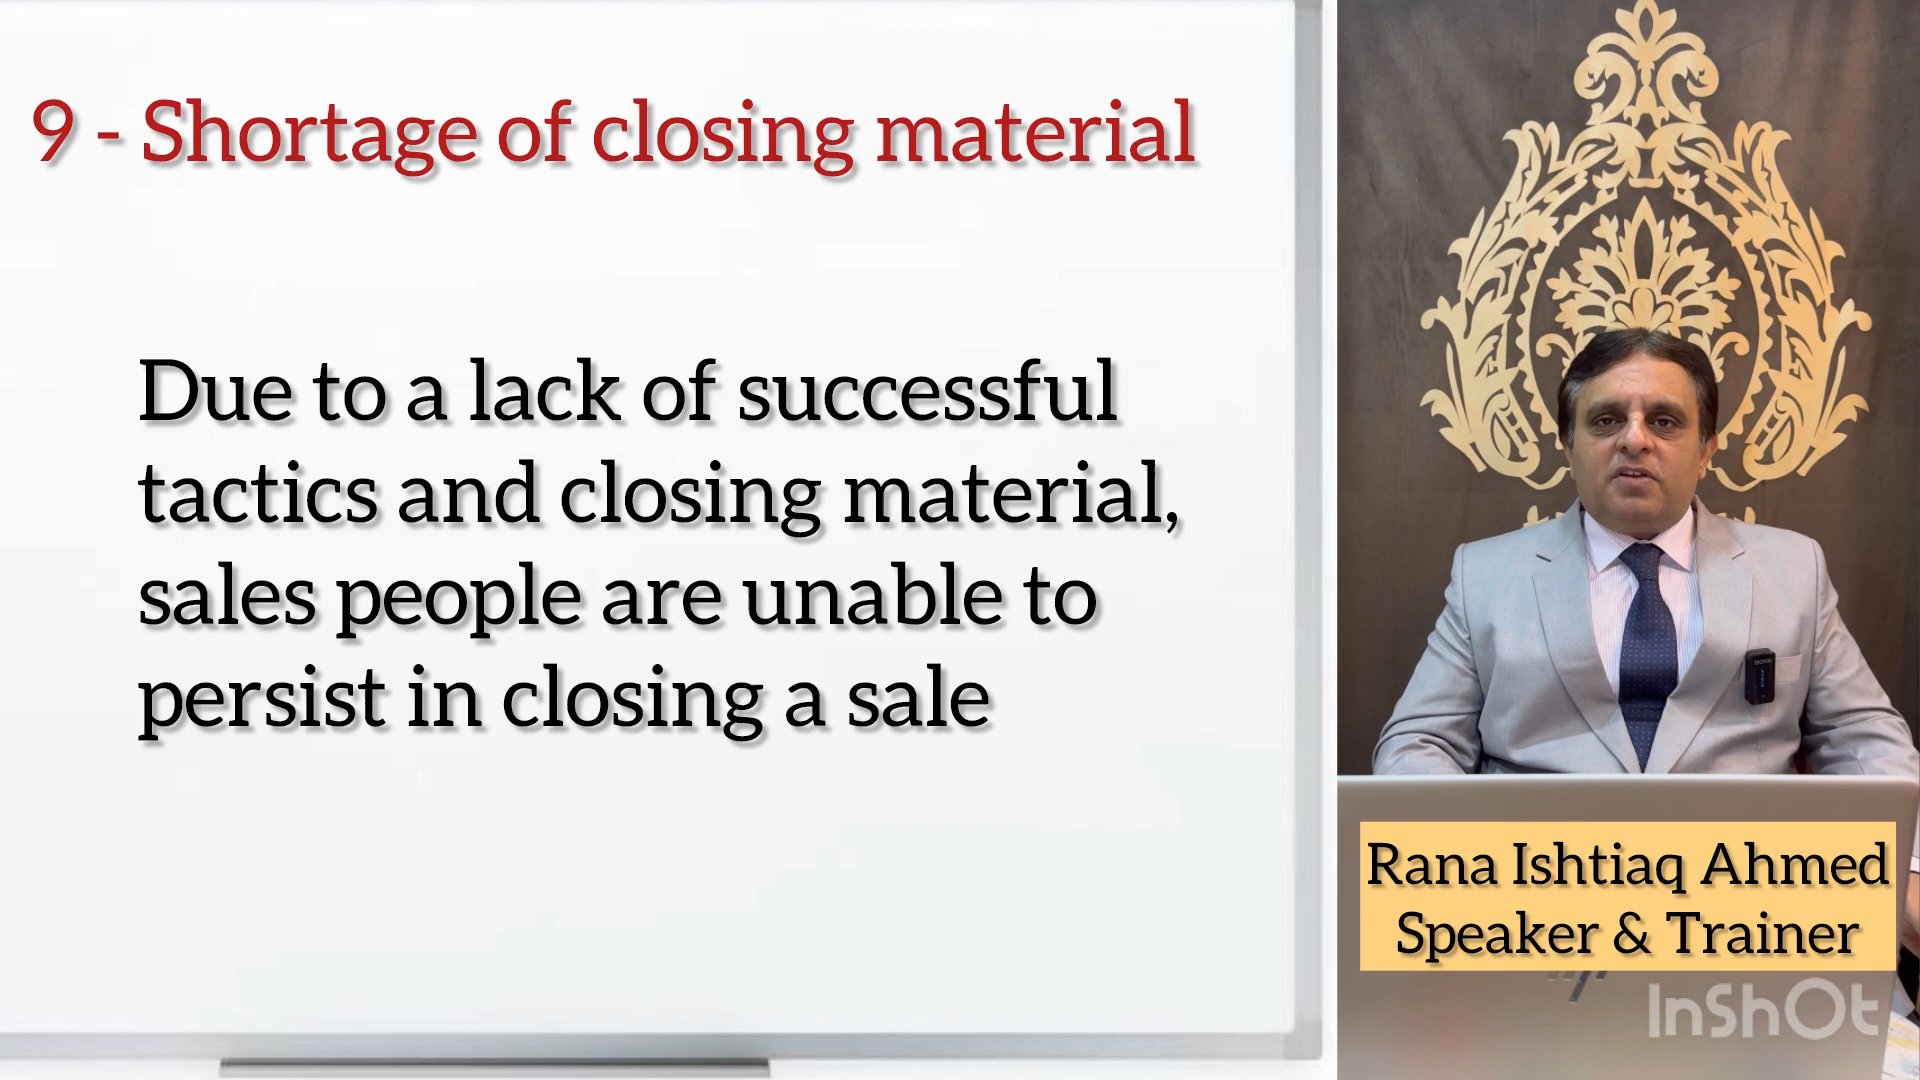 9 - Shortage of closing material
Due to a lack of successful
tactics and closing material,
sales people are unable to
persist in closing a sale
BOYA
Rana Ishtiaq Ahmed
Speaker & Trainer
InShOt